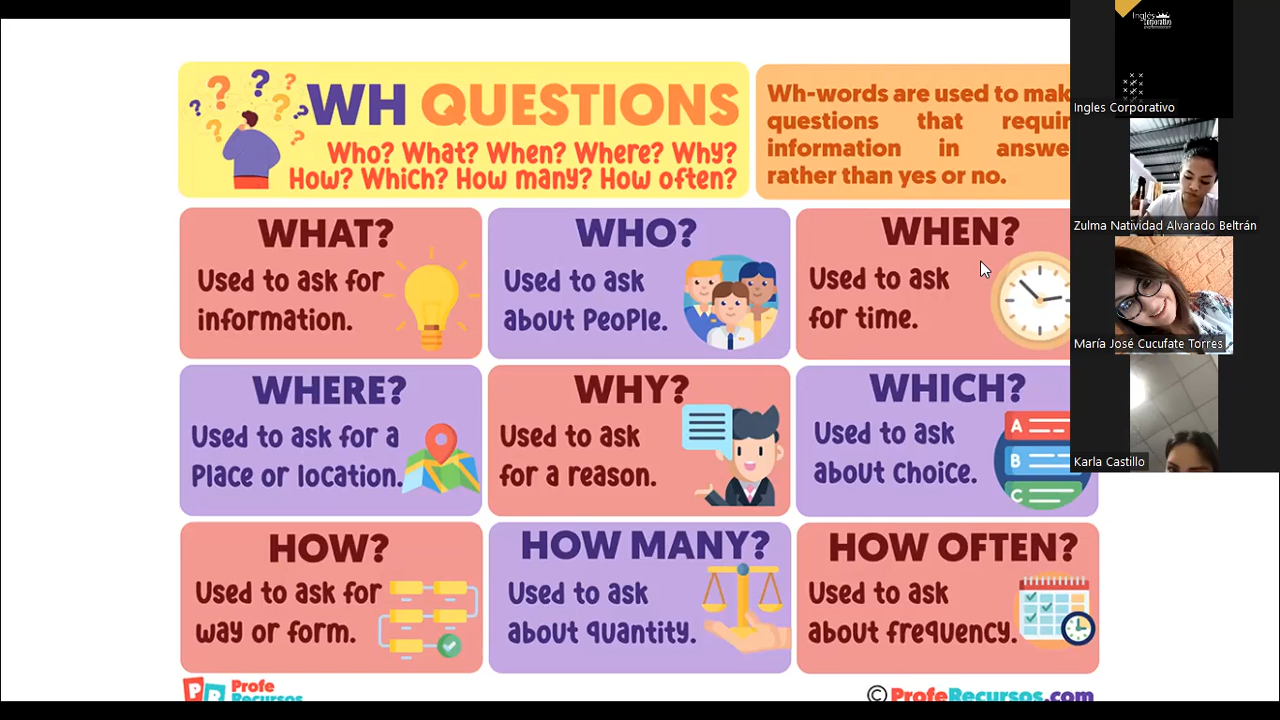 WH QUESTIONS
Who? What? When? Where? Why?
How? Which? How many? How often?
Wh-words are used to mak
questions that requir
information in answe
rather than yes or no.
WHAT?
Used to ask for
information.
WHO?
Used to ask
about People.
WHEN?
Used to ask
for time.
WHERE?
Used to ask for a
Place or location.
WHY?
Used to ask
for a reason.
WHICH?
Used to ask
about choice.
A
B
C
HOW?
Used to ask for
way or form.
HOW MANY?
Used to ask
about quantity.
HOW OFTEN?
Used to ask
about frequency.
PR Profe
Recursos
© ProfeRecursos.com
Inglés
Corporativo
Ingles Corporativo
Zulma Natividad Alvarado Beltrán
María José Cucufate Torres
Karla Castillo